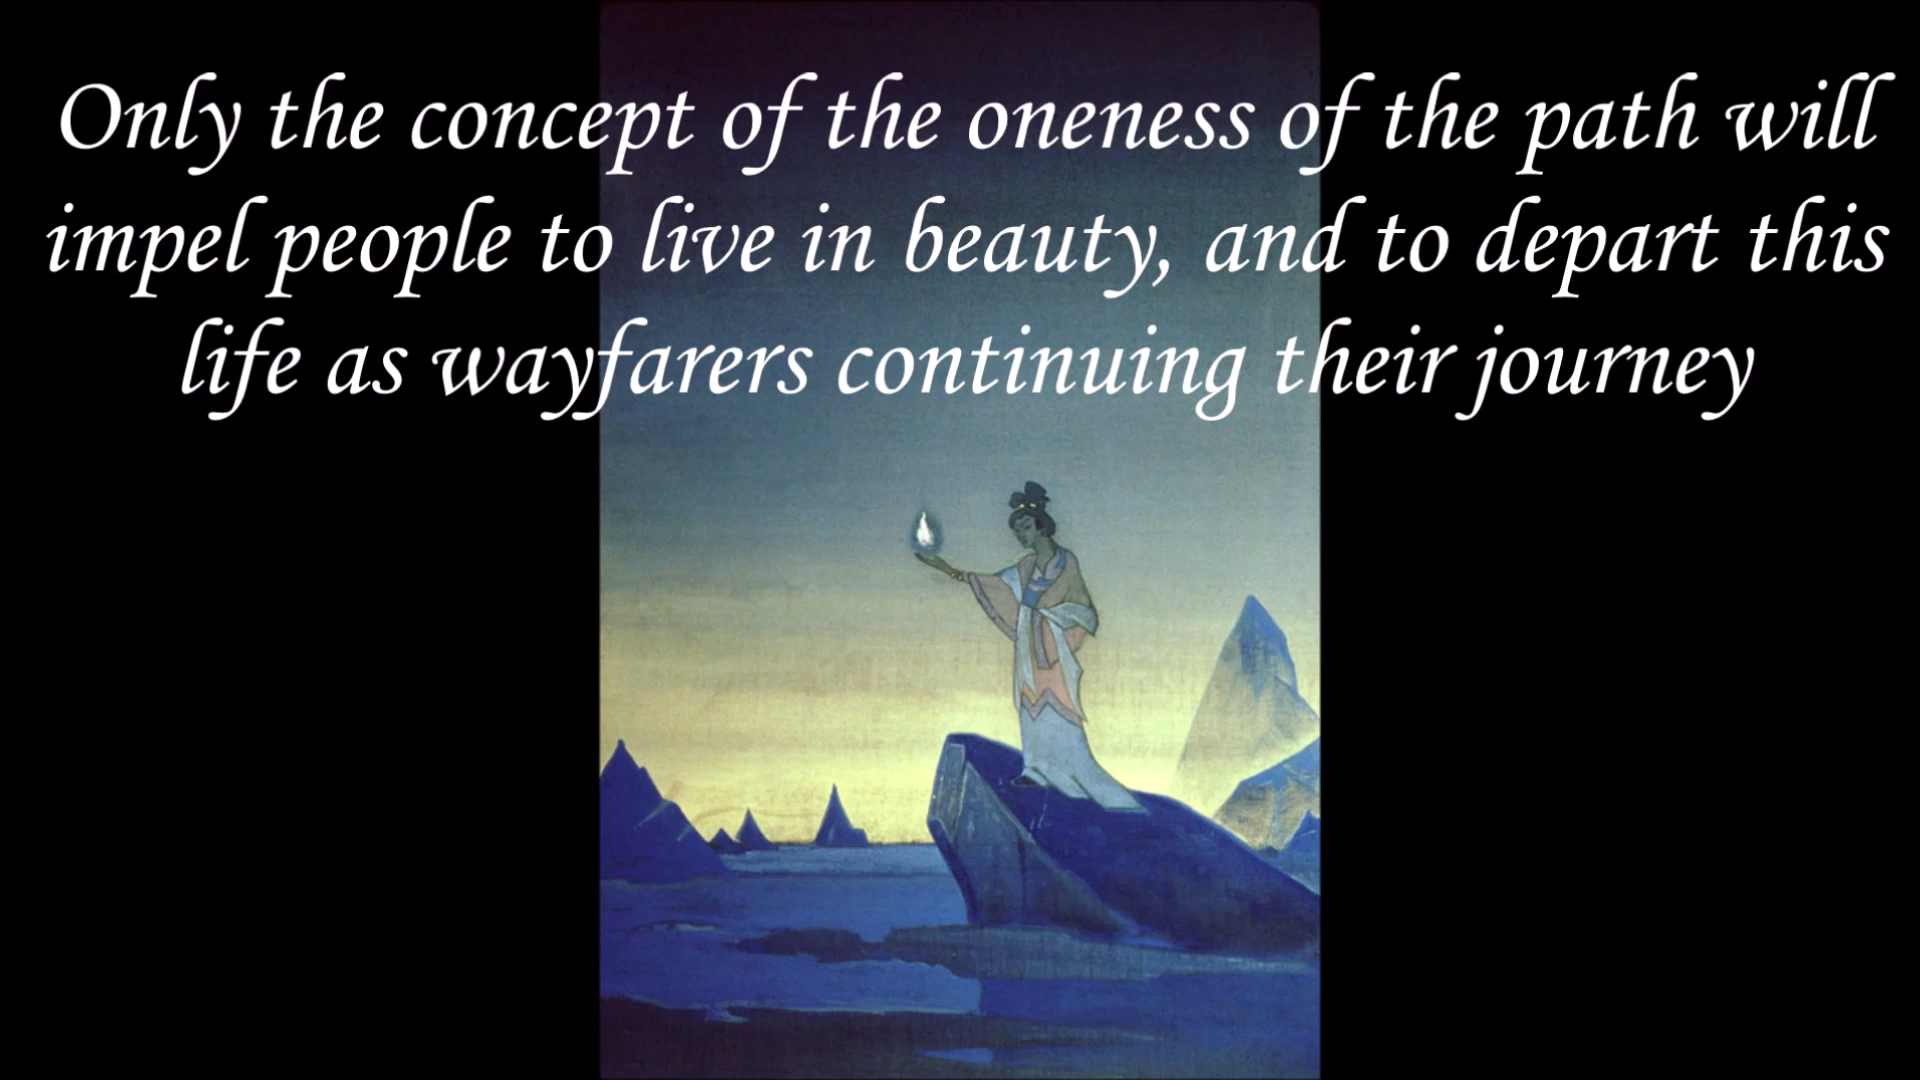 Only the concept of the oneness of the path will
impel people to live in beauty, and to depart this
life as wayfarers continuing their journey